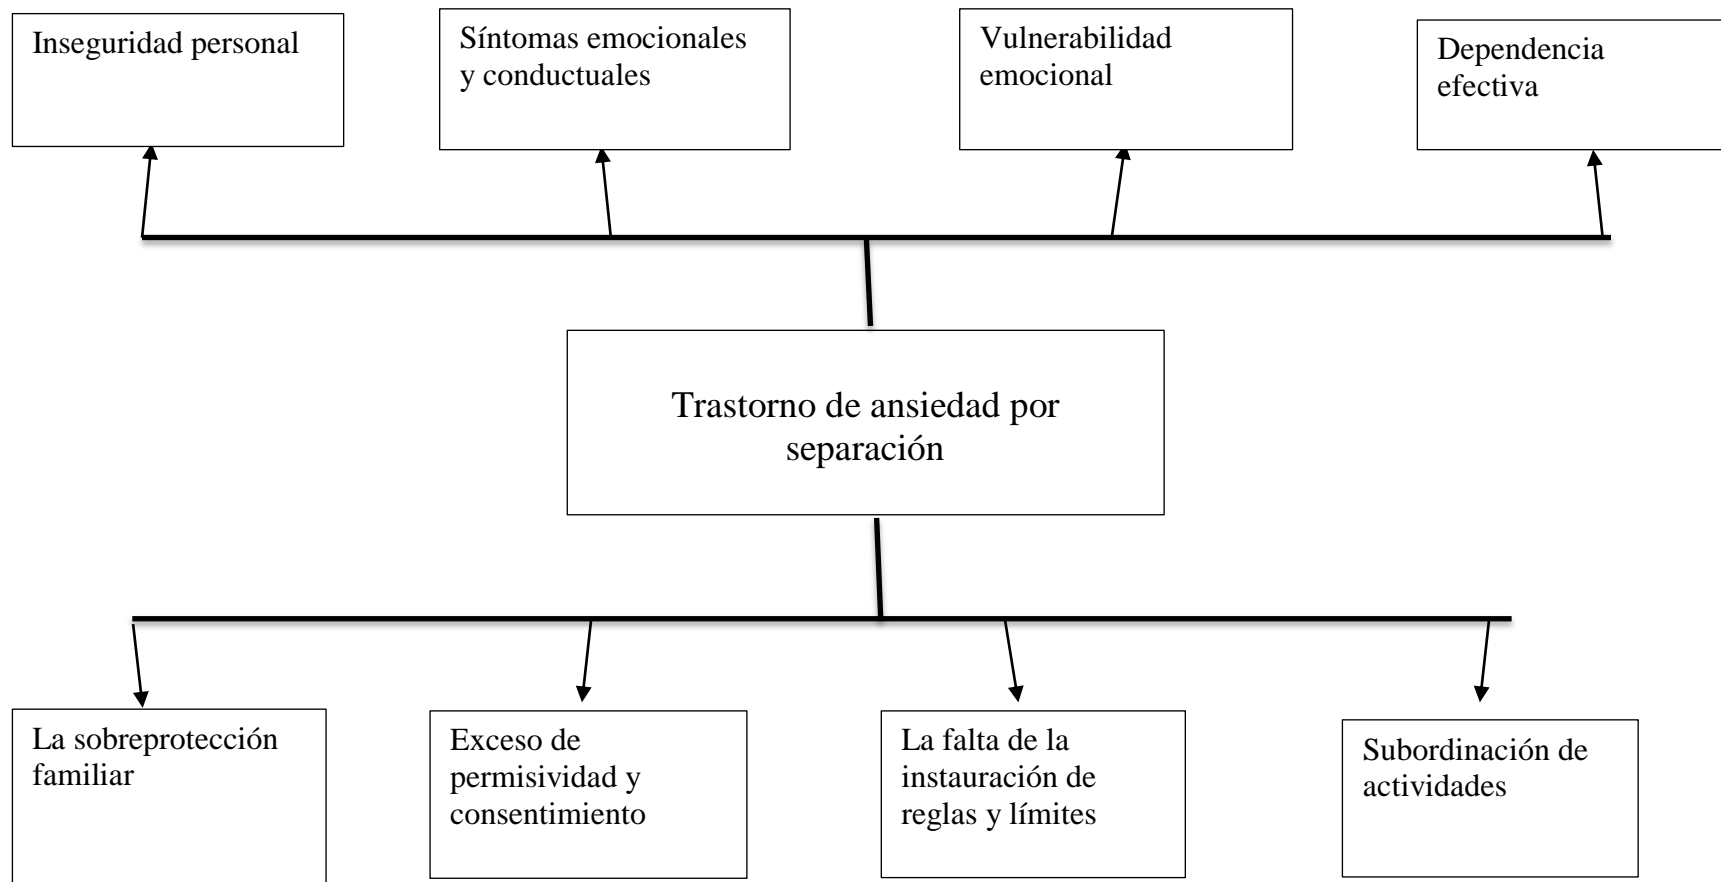 Inseguridad personal
Síntomas emocionales
y conductuales
Vulnerabilidad
emocional
Dependencia
efectiva
Trastorno de ansiedad por
separación
La sobreprotección
familiar
Exceso de
permisividad y
consentimiento
La falta de la
instauración de
reglas y límites
Subordinación de
actividades